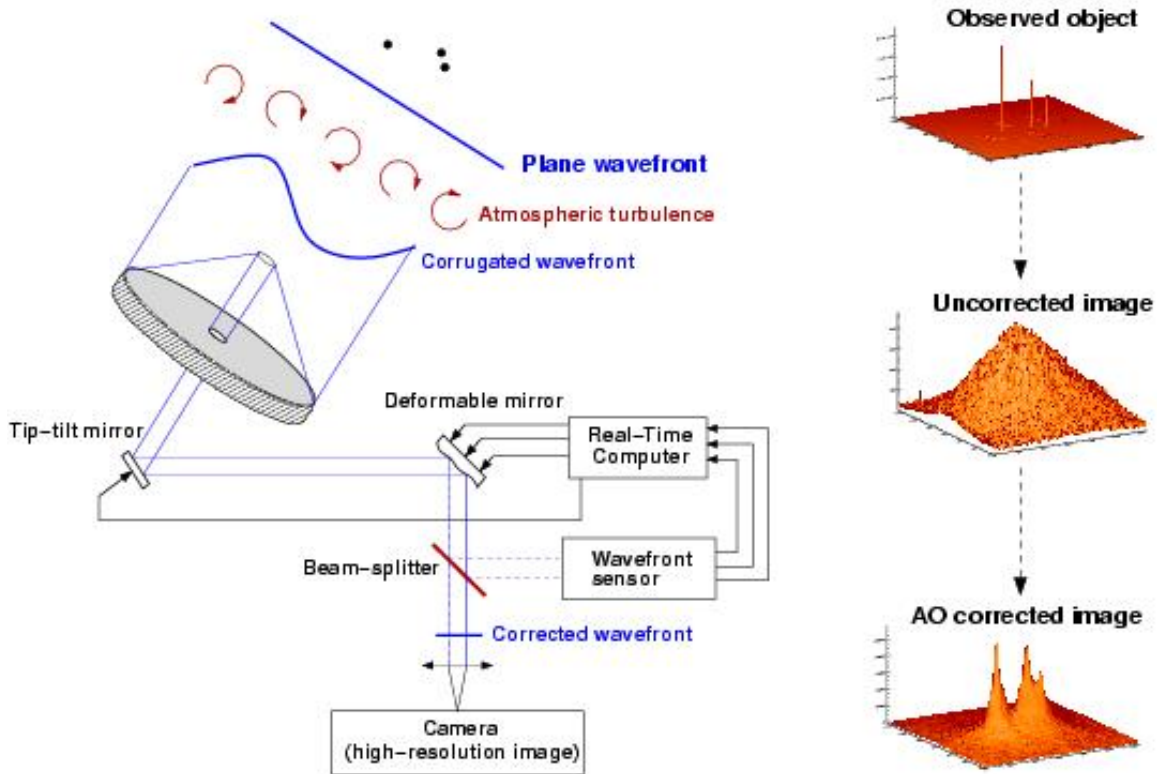 Observed object
Plane wavefront
Atmospheric turbulence
Corrugated wavefront
Uncorrected image
Deformable mirror
Tip-tilt mirror
Real-Time
Computer
Beam-splitter
Wavefront
sensor
Corrected wavefront
AO corrected image
Camera
(high-resolution image)